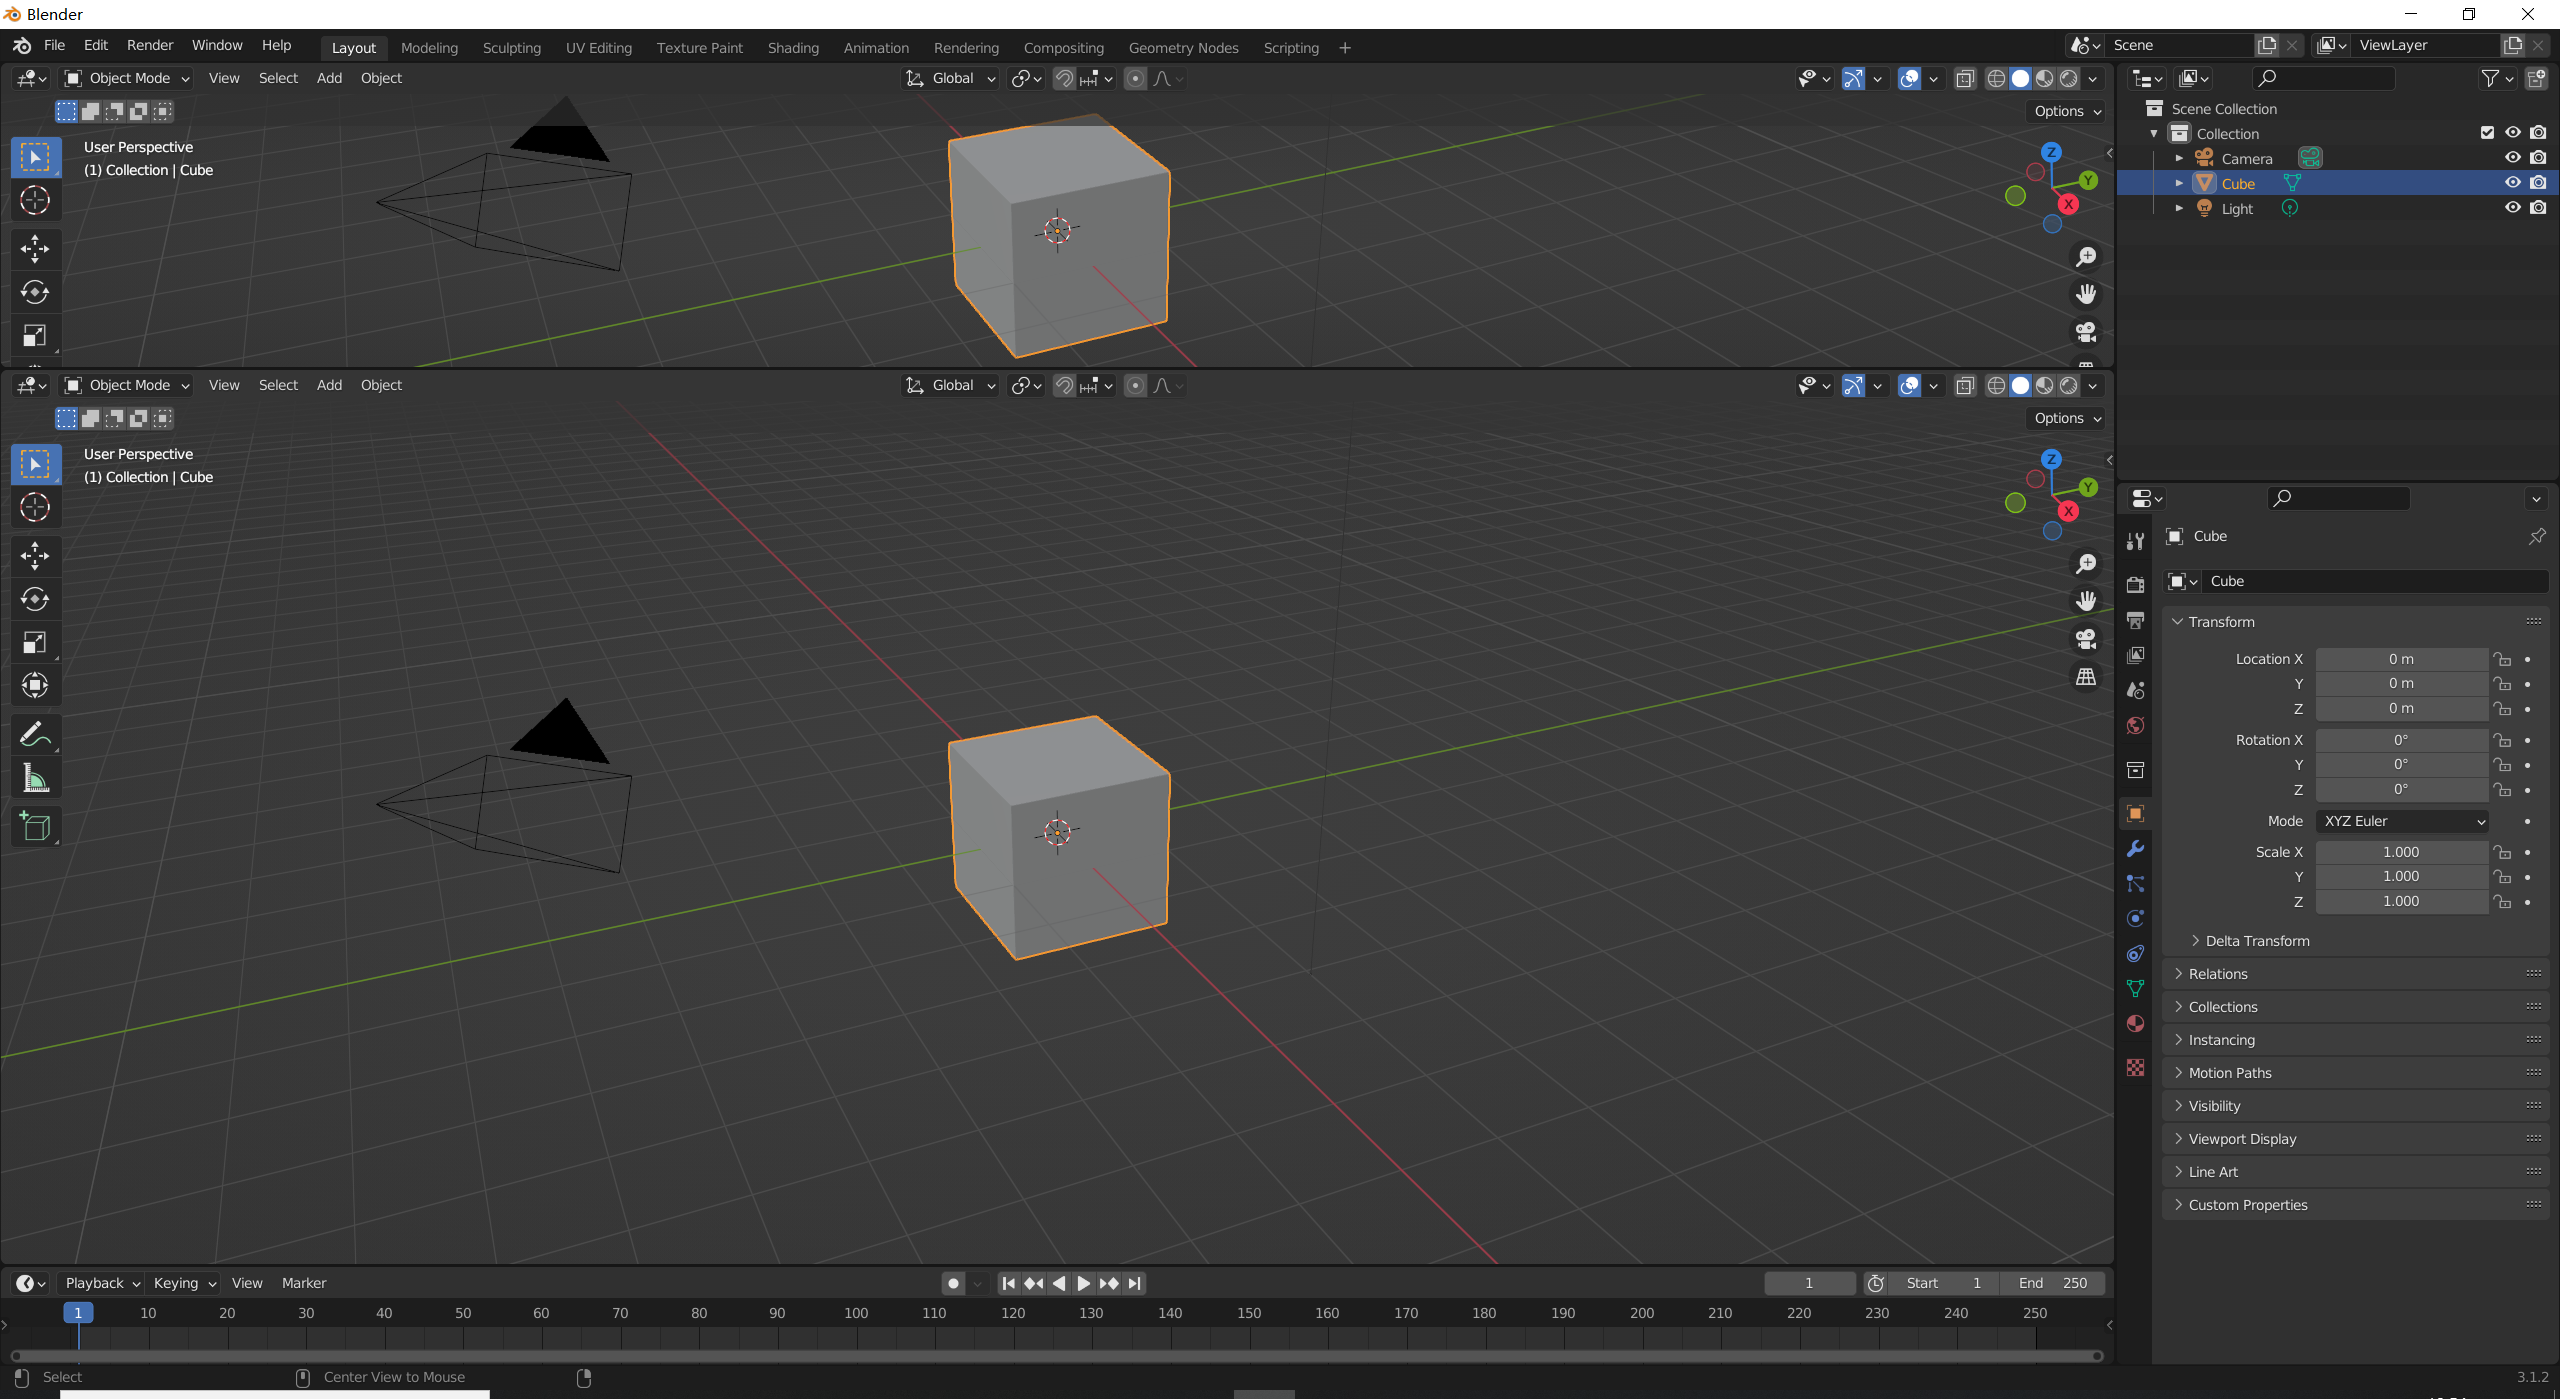 Blender
File Edit Render Window Help Layout Modeling Sculpting UV Editing Texture Paint Shading Animation Rendering Compositing Geometry Nodes Scripting + Scene ViewLayer
Object Mode View Select Add Object Global
Options
User Perspective
(1) Collection | Cube
Z
Y
X
Object Mode View Select Add Object Global
Options
User Perspective
(1) Collection | Cube
Z
Y
X
Scene Collection
Collection
Camera
Cube
Light
Cube
Cube
Transform
Location X 0 m
Y 0 m
Z 0 m
Rotation X 0°
Y 0°
Z 0°
Mode XYZ Euler
Scale X 1.000
Y 1.000
Z 1.000
Delta Transform
Relations
Collections
Instancing
Motion Paths
Visibility
Viewport Display
Line Art
Custom Properties
Playback Keying View Marker 1 Start 1 End 250
1 10 20 30 40 50 60 70 80 90 100 110 120 130 140 150 160 170 180 190 200 210 220 230 240 250
Select Center View to Mouse 3.1.2